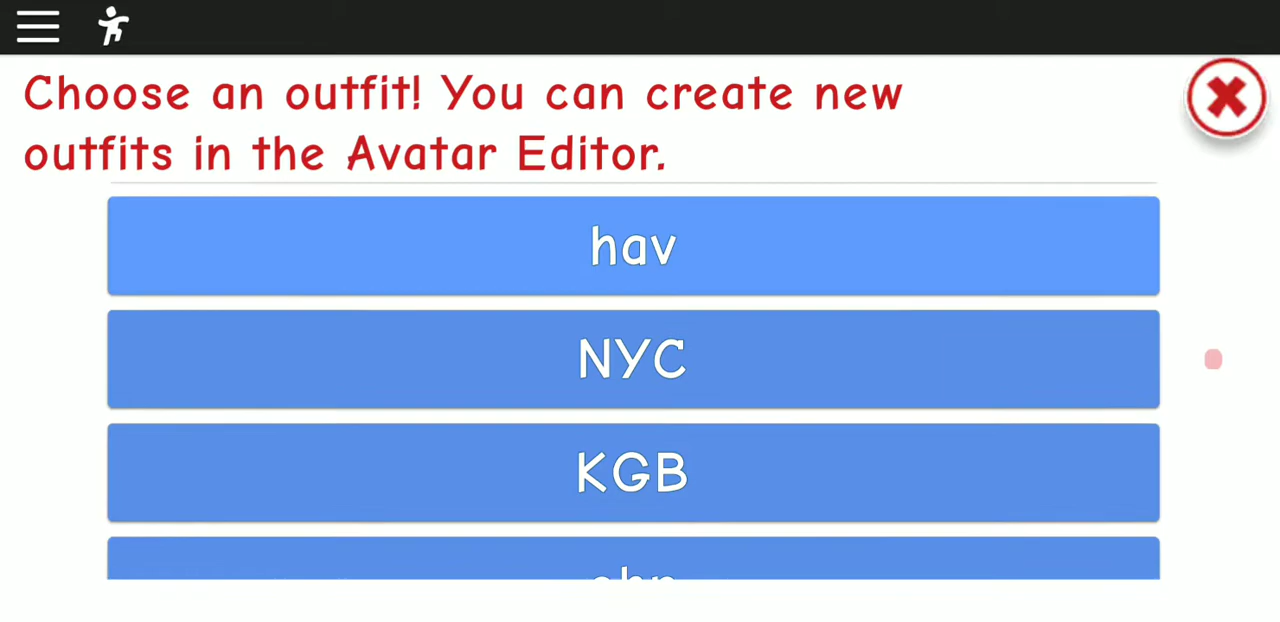 Choose an outfit! You can create new
outfits in the Avatar Editor.
hav
NYC
KGB